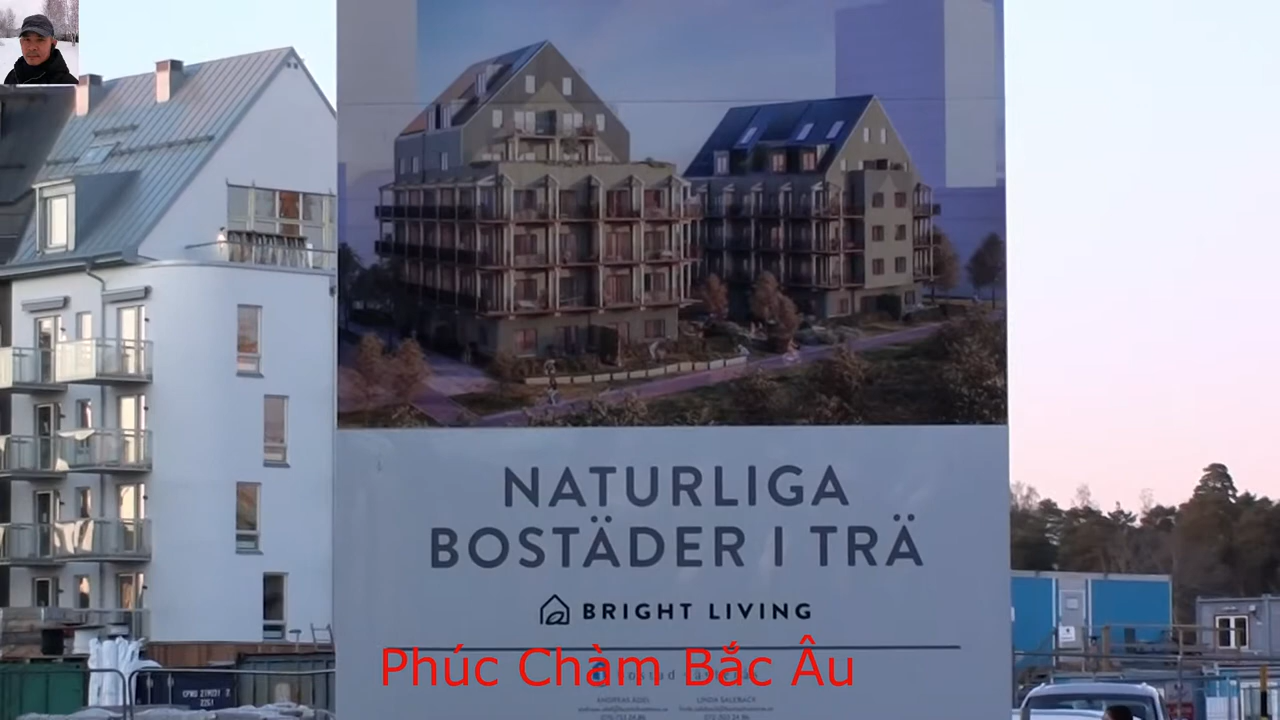 NATURLIGA
BOSTÄDER I TRÄ
BRIGHT LIVING
Phúc Chàm Bắc Âu